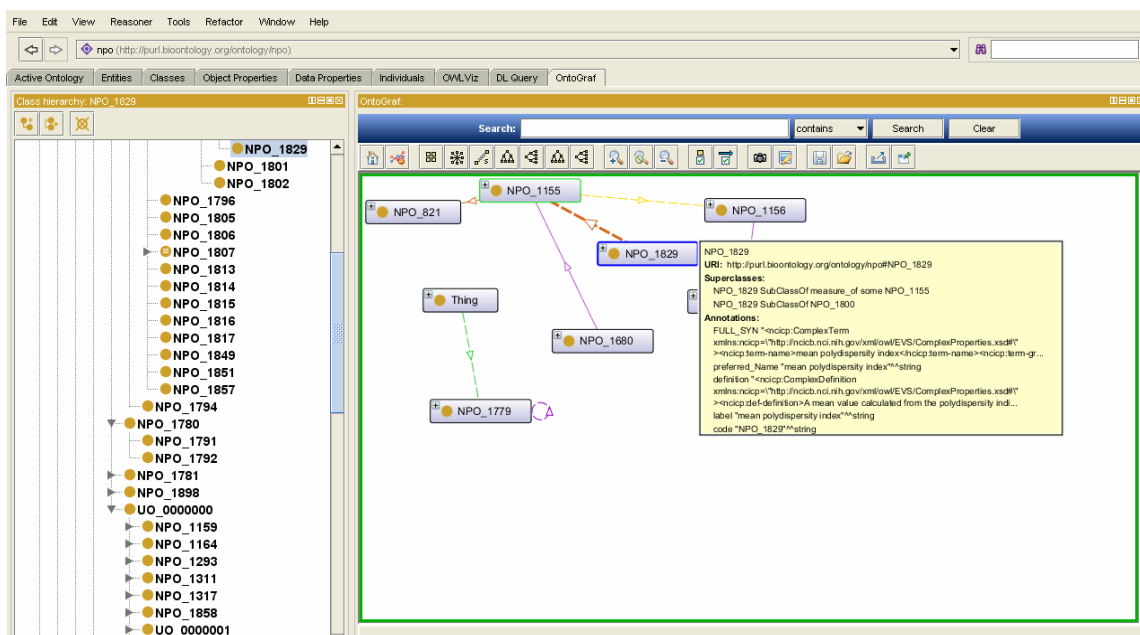 File Edit View Reasoner Tools Refactor Window Help
npo (http://purl.bioontology.org/ontology/npo)
Active Ontology Entities Classes Object Properties Data Properties Individuals OWLViz DL Query OntoGraf
Class hierarchy: NPO_1829
NPO_1829
NPO_1801
NPO_1802
NPO_1796
NPO_1805
NPO_1806
NPO_1807
NPO_1813
NPO_1814
NPO_1815
NPO_1816
NPO_1817
NPO_1849
NPO_1851
NPO_1857
NPO_1794
NPO_1780
NPO_1791
NPO_1792
NPO_1781
NPO_1898
UO_0000000
NPO_1159
NPO_1164
NPO_1293
NPO_1311
NPO_1317
NPO_1858
UO_0000001
OntoGraf:
Search: contains Search Clear
NPO_1155
NPO_821
NPO_1156
NPO_1829
Thing
NPO_1680
NPO_1779
NPO_1829
URI: http://purl.bioontology.org/ontology/npo#NPO_1829
Superclasses:
NPO_1829 SubClassOf measure_of some NPO_1155
NPO_1829 SubClassOf NPO_1800
Annotations:
FULL_SYN "<ncicp:ComplexTerm
xmlns:ncicp=\"http://ncicb.nci.nih.gov/xml/owl/EVS/ComplexProperties.xsd#\"
><ncicp:term-name>mean polydispersity index</ncicp:term-name><ncicp:term-gr...
preferred_Name "mean polydispersity index"^^string
definition "<ncicp:ComplexDefinition
xmlns:ncicp=\"http://ncicb.nci.nih.gov/xml/owl/EVS/ComplexProperties.xsd#\"
><ncicp:def-definition>A mean value calculated from the polydispersity indi...
label "mean polydispersity index"^^string
code "NPO_1829"^^string